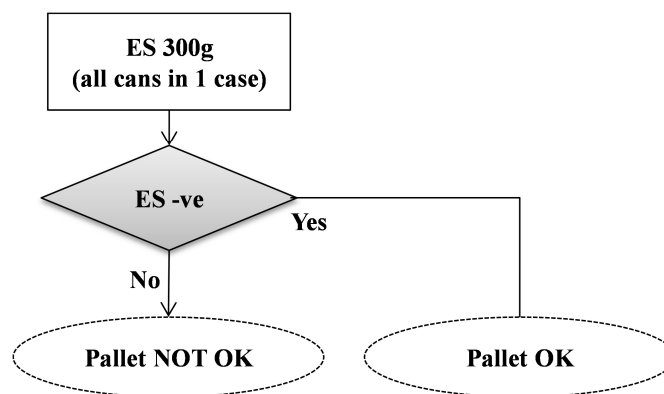 ES 300g
(all cans in 1 case)
ES -ve
Yes
No
Pallet NOT OK
Pallet OK